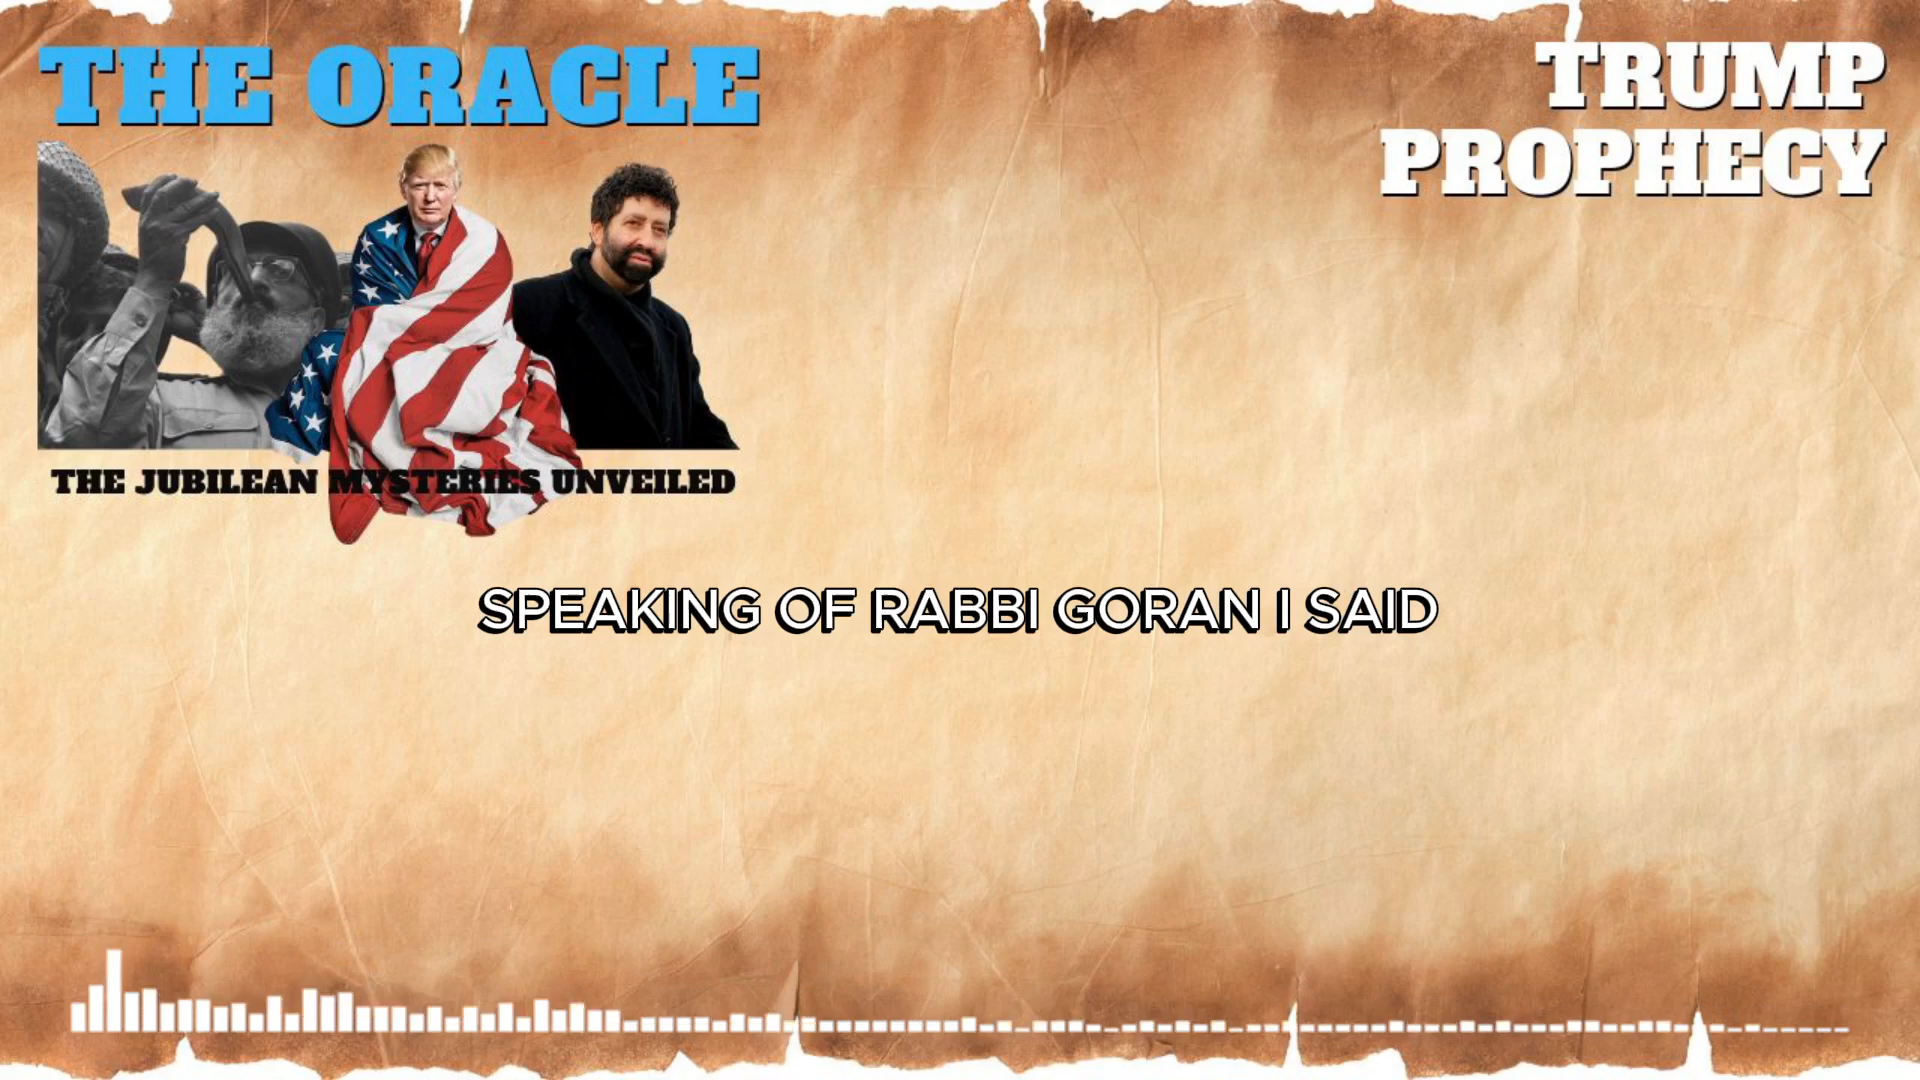 THE ORACLE
TRUMP
PROPHECY
THE JUBILEAN MYSTERIES UNVEILED
SPEAKING OF RABBI GORAN I SAID